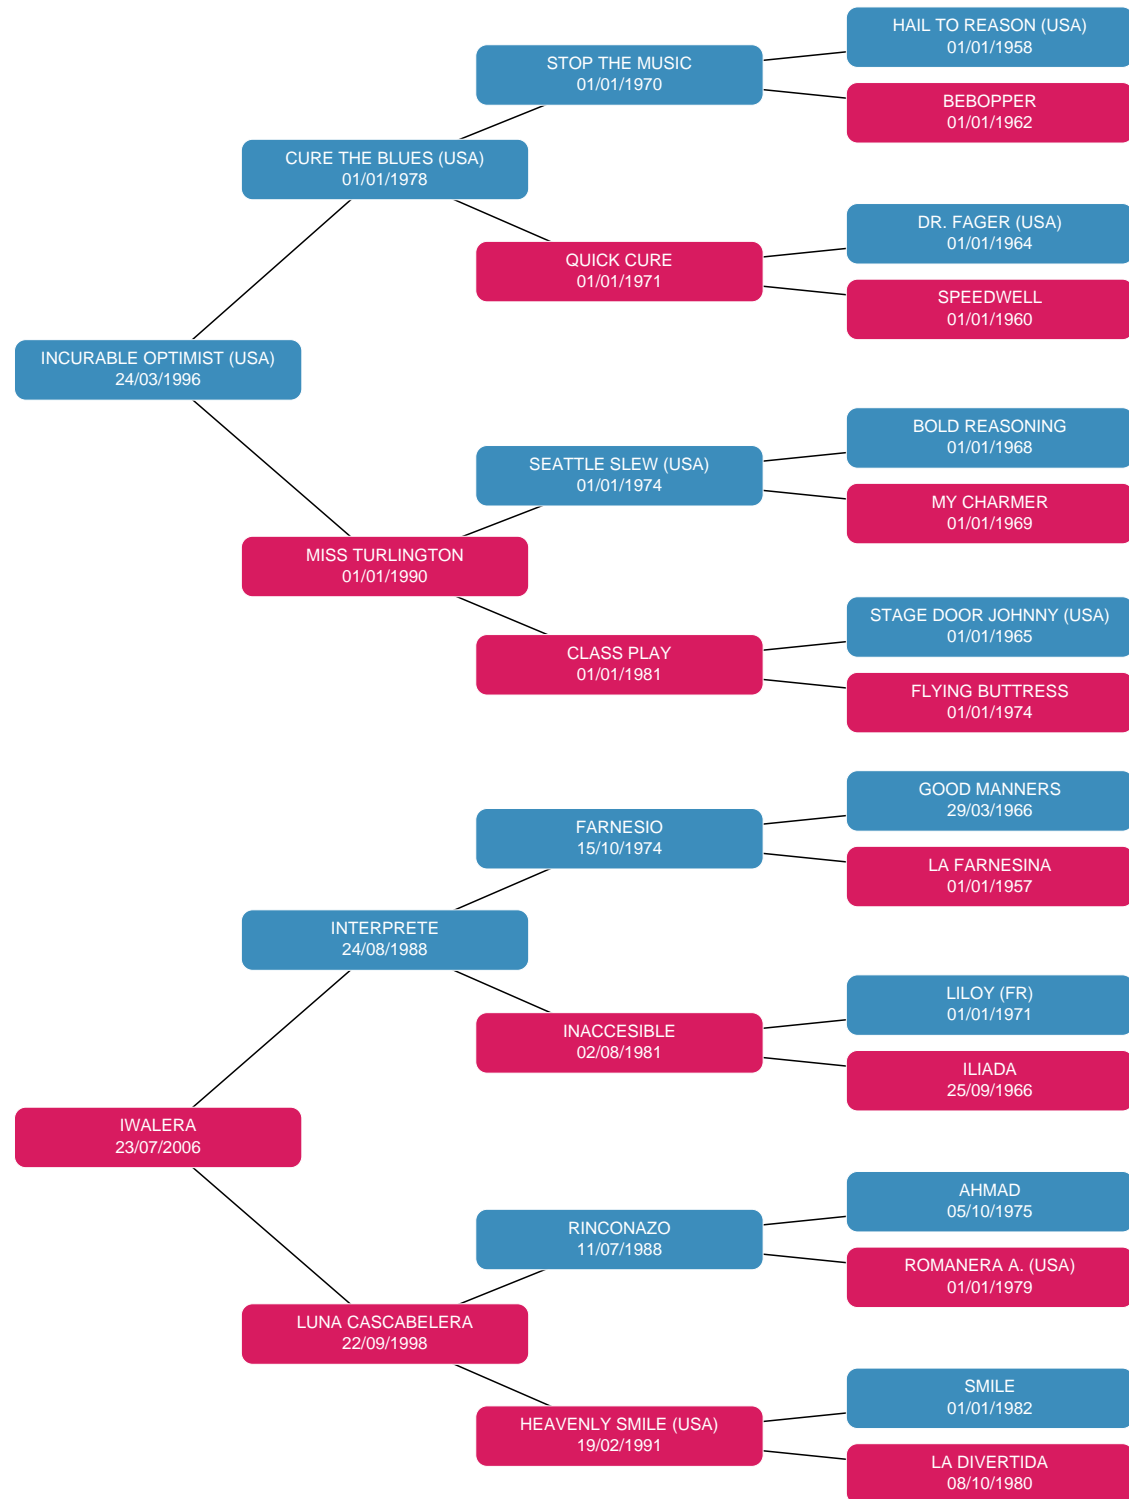 HAIL TO REASON (USA)
01/01/1958
STOP THE MUSIC
01/01/1970
BEBOPPER
01/01/1962
CURE THE BLUES (USA)
01/01/1978
DR. FAGER (USA)
01/01/1964
QUICK CURE
01/01/1971
SPEEDWELL
01/01/1960
INCURABLE OPTIMIST (USA)
24/03/1996
BOLD REASONING
01/01/1968
SEATTLE SLEW (USA)
01/01/1974
MY CHARMER
01/01/1969
MISS TURLINGTON
01/01/1990
STAGE DOOR JOHNNY (USA)
01/01/1965
CLASS PLAY
01/01/1981
FLYING BUTTRESS
01/01/1974
GOOD MANNERS
29/03/1966
FARNESIO
15/10/1974
LA FARNESINA
01/01/1957
INTERPRETE
24/08/1988
LILOY (FR)
01/01/1971
INACCESIBLE
02/08/1981
ILIADA
25/09/1966
IWALERA
23/07/2006
AHMAD
05/10/1975
RINCONAZO
11/07/1988
ROMANERA A. (USA)
01/01/1979
LUNA CASCABELERA
22/09/1998
SMILE
01/01/1982
HEAVENLY SMILE (USA)
19/02/1991
LA DIVERTIDA
08/10/1980